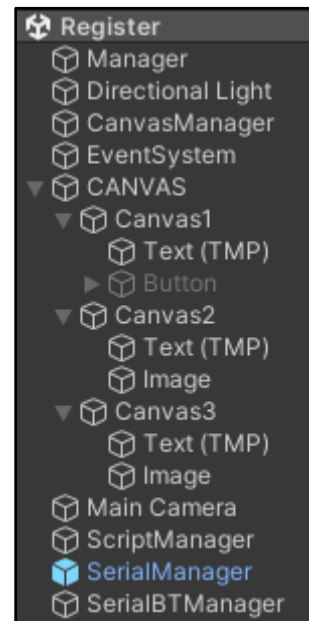 Register
Manager
Directional Light
CanvasManager
EventSystem
CANVAS
Canvas1
Text (TMP)
Button
Canvas2
Text (TMP)
Image
Canvas3
Text (TMP)
Image
Main Camera
ScriptManager
SerialManager
SerialBTManager